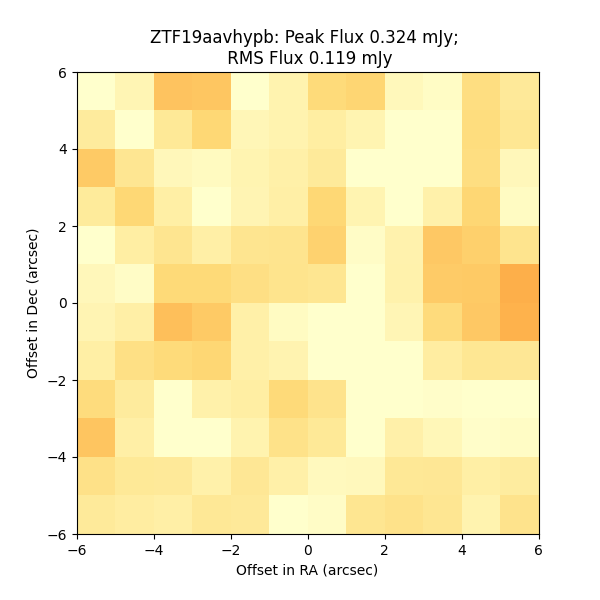 ZTF19aavhypb: Peak Flux 0.324 mJy;
RMS Flux 0.119 mJy
6
4
2
0
−2
−4
−6
Offset in Dec (arcsec)
−6 −4 −2 0 2 4 6
Offset in RA (arcsec)